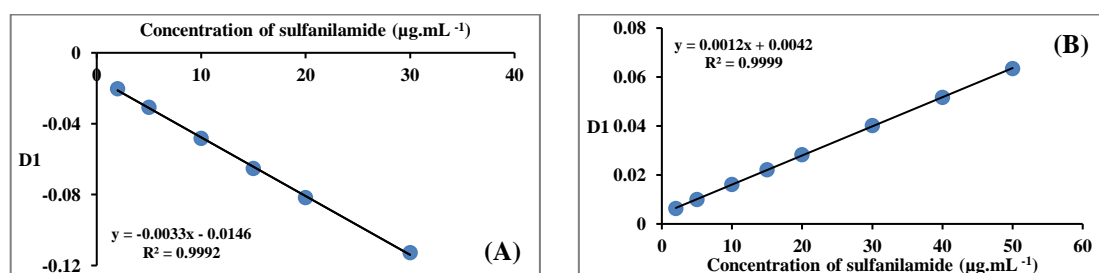 Concentration of sulfanilamide (µg.mL -1)
0
0 10 20 30 40
-0.04
D1
-0.08
y = -0.0033x - 0.0146
R² = 0.9992
(A)
-0.12
0.08
y = 0.0012x + 0.0042
R² = 0.9999
(B)
0.06
D1 0.04
0.02
0
0 10 20 30 40 50 60
Concentration of sulfanilamide (µg.mL -1)